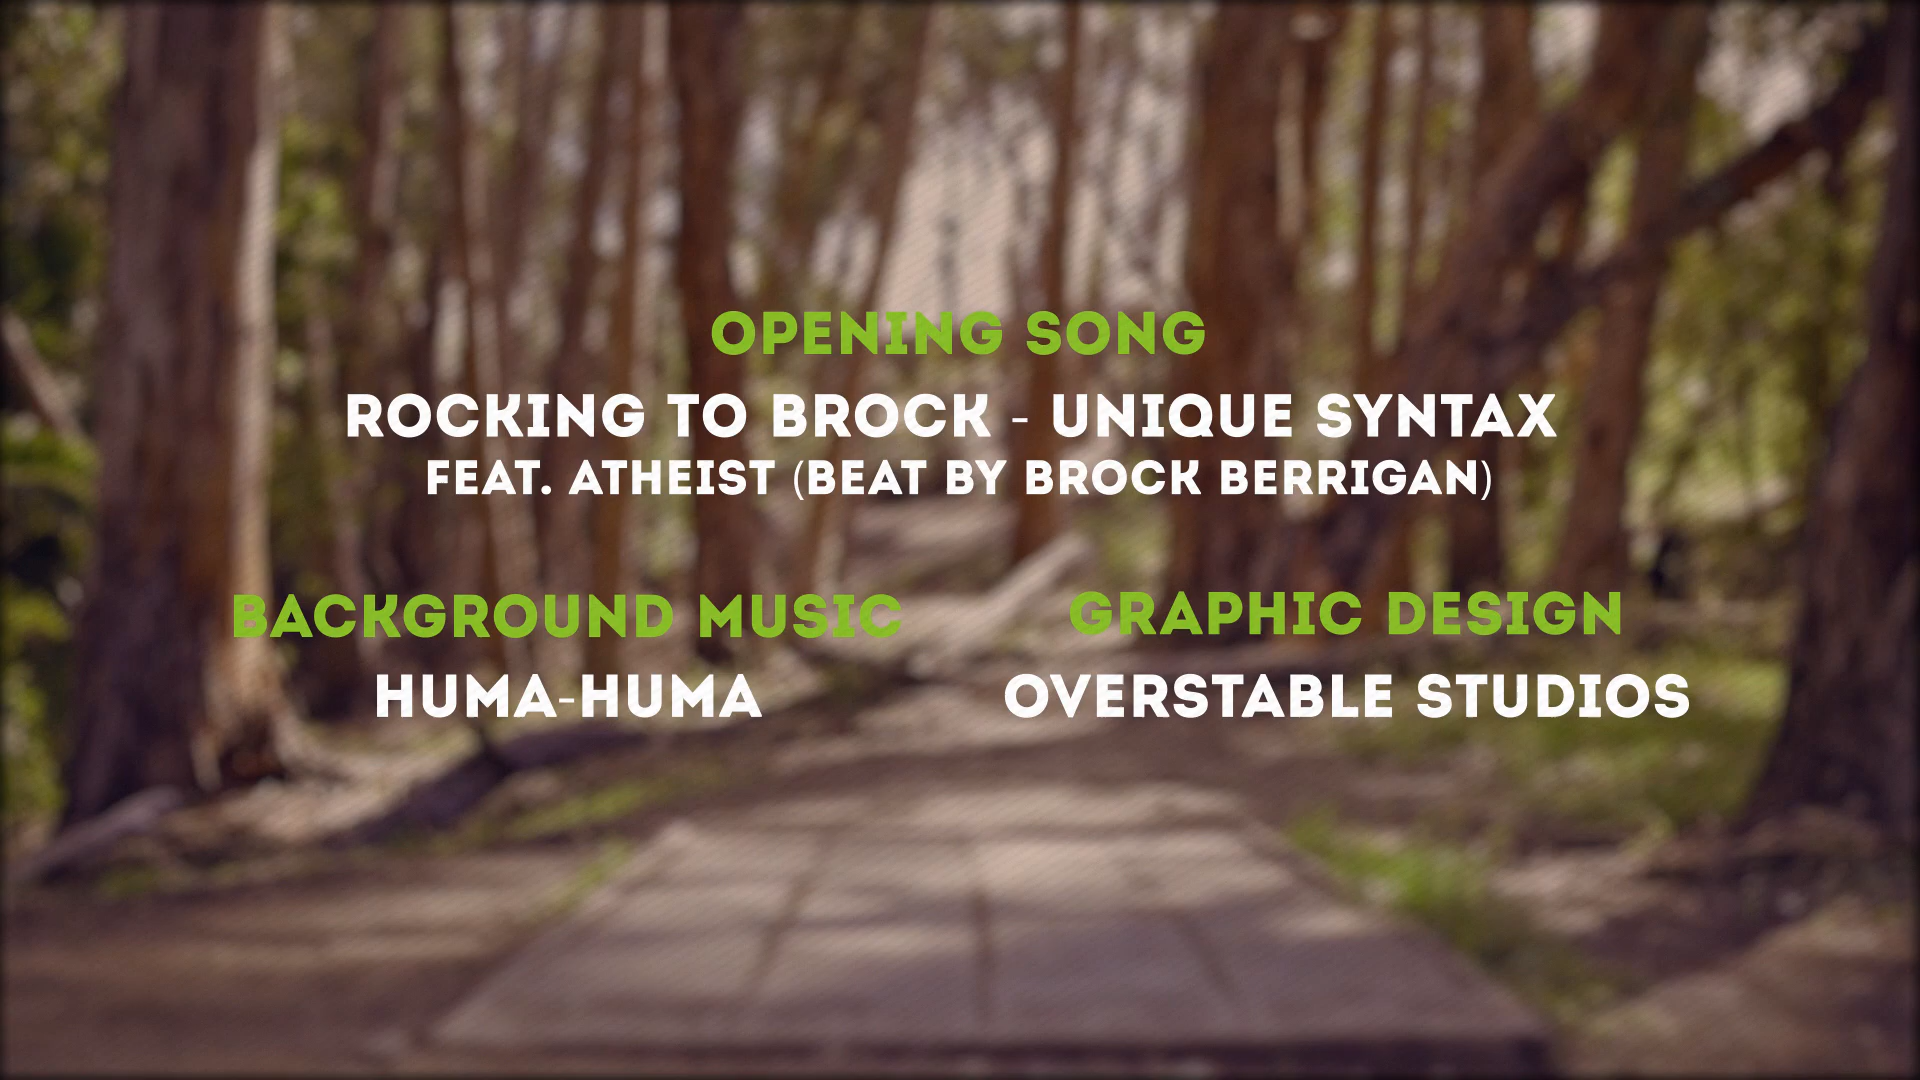 OPENING SONG
ROCKING TO BROCK - UNIQUE SYNTAX
FEAT. ATHEIST (BEAT BY BROCK BERRIGAN)
BACKGROUND MUSIC
HUMA-HUMA
GRAPHIC DESIGN
OVERSTABLE STUDIOS